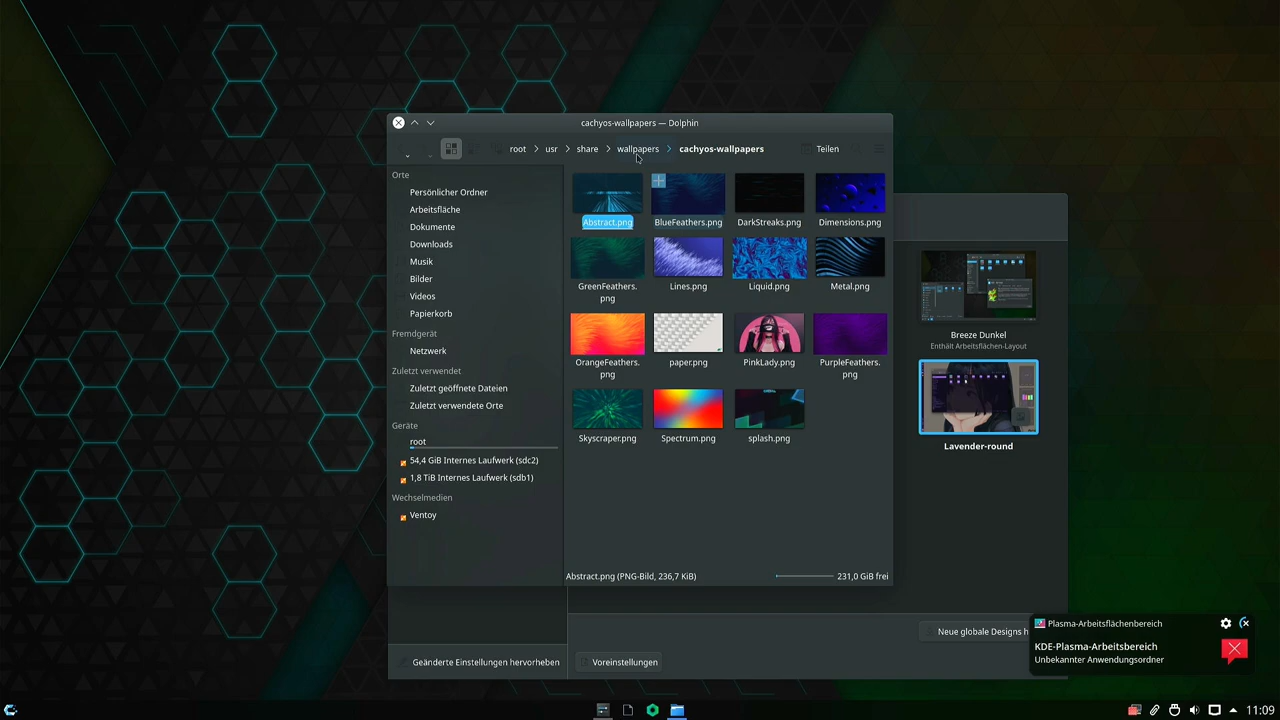 cachyos-wallpapers — Dolphin
root usr share wallpapers cachyos-wallpapers Teilen
Orte
Persönlicher Ordner
Arbeitsfläche
Dokumente
Downloads
Musik
Bilder
Videos
Papierkorb
Fremdgerät
Netzwerk
Zuletzt verwendet
Zuletzt geöffnete Dateien
Zuletzt verwendete Orte
Geräte
root
54,4 GiB Internes Laufwerk (sdc2)
1,8 TiB Internes Laufwerk (sdb1)
Wechselmedien
Ventoy
Abstract.png BlueFeathers.png DarkStreaks.png Dimensions.png
GreenFeathers.
png
Lines.png Liquid.png Metal.png
OrangeFeathers.
png
paper.png PinkLady.png
PurpleFeathers.
png
Skyscraper.png Spectrum.png splash.png
Abstract.png (PNG-Bild, 236,7 KiB) 231,0 GiB frei
Breeze Dunkel
Enthält Arbeitsflächen-Layout
Lavender-round
Neue globale Designs h
Geänderte Einstellungen hervorheben Voreinstellungen
Plasma-Arbeitsflächenbereich
KDE-Plasma-Arbeitsbereich
Unbekannter Anwendungsordner
11:09